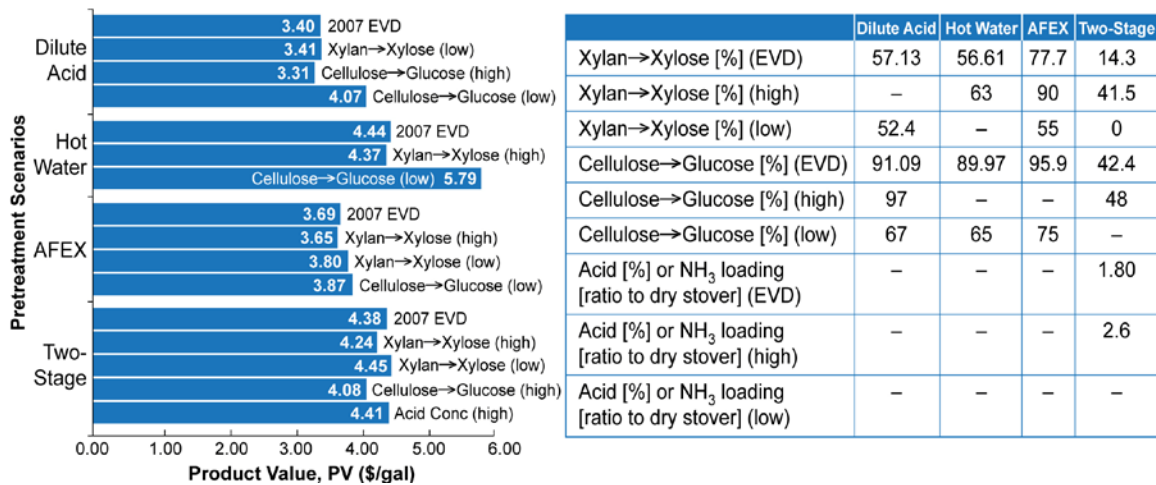 Pretreatment Scenarios
Dilute
Acid
3.40 2007 EVD
3.41 Xylan→Xylose (low)
3.31 Cellulose→Glucose (high)
4.07 Cellulose→Glucose (low)
Hot
Water
4.44 2007 EVD
4.37 Xylan→Xylose (high)
Cellulose→Glucose (low) 5.79
AFEX
3.69 2007 EVD
3.65 Xylan→Xylose (high)
3.80 Xylan→Xylose (low)
3.87 Cellulose→Glucose (low)
Two-
Stage
4.38 2007 EVD
4.24 Xylan→Xylose (high)
4.45 Xylan→Xylose (low)
4.08 Cellulose→Glucose (high)
4.41 Acid Conc (high)
0.00 1.00 2.00 3.00 4.00 5.00 6.00
Product Value, PV ($/gal)
Dilute Acid Hot Water AFEX Two-Stage
Xylan→Xylose [%] (EVD) 57.13 56.61 77.7 14.3
Xylan→Xylose [%] (high) – 63 90 41.5
Xylan→Xylose [%] (low) 52.4 – 55 0
Cellulose→Glucose [%] (EVD) 91.09 89.97 95.9 42.4
Cellulose→Glucose [%] (high) 97 – – 48
Cellulose→Glucose [%] (low) 67 65 75 –
Acid [%] or NH₃ loading
[ratio to dry stover] (EVD) – – – 1.80
Acid [%] or NH₃ loading
[ratio to dry stover] (high) – – – 2.6
Acid [%] or NH₃ loading
[ratio to dry stover] (low) – – – –